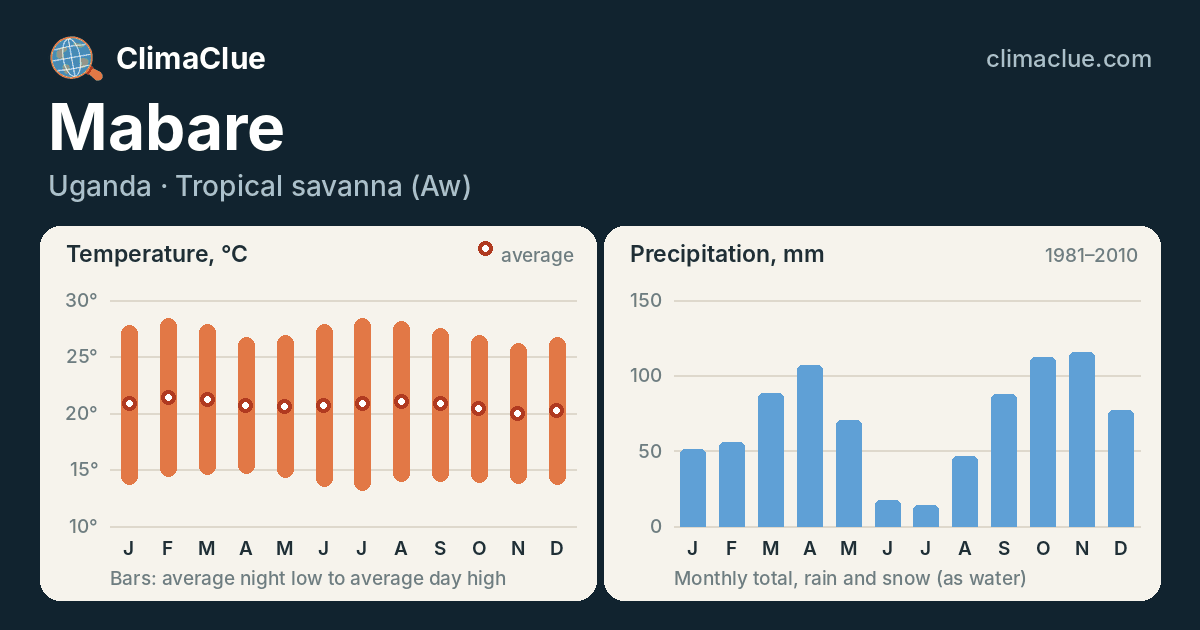 ClimaClue
climaclue.com
Mabare
Uganda · Tropical savanna (Aw)
Temperature, °C
average
30°
25°
20°
15°
10°
J F M A M J J A S O N D
Bars: average night low to average day high
Precipitation, mm
1981–2010
150
100
50
0
J F M A M J J A S O N D
Monthly total, rain and snow (as water)